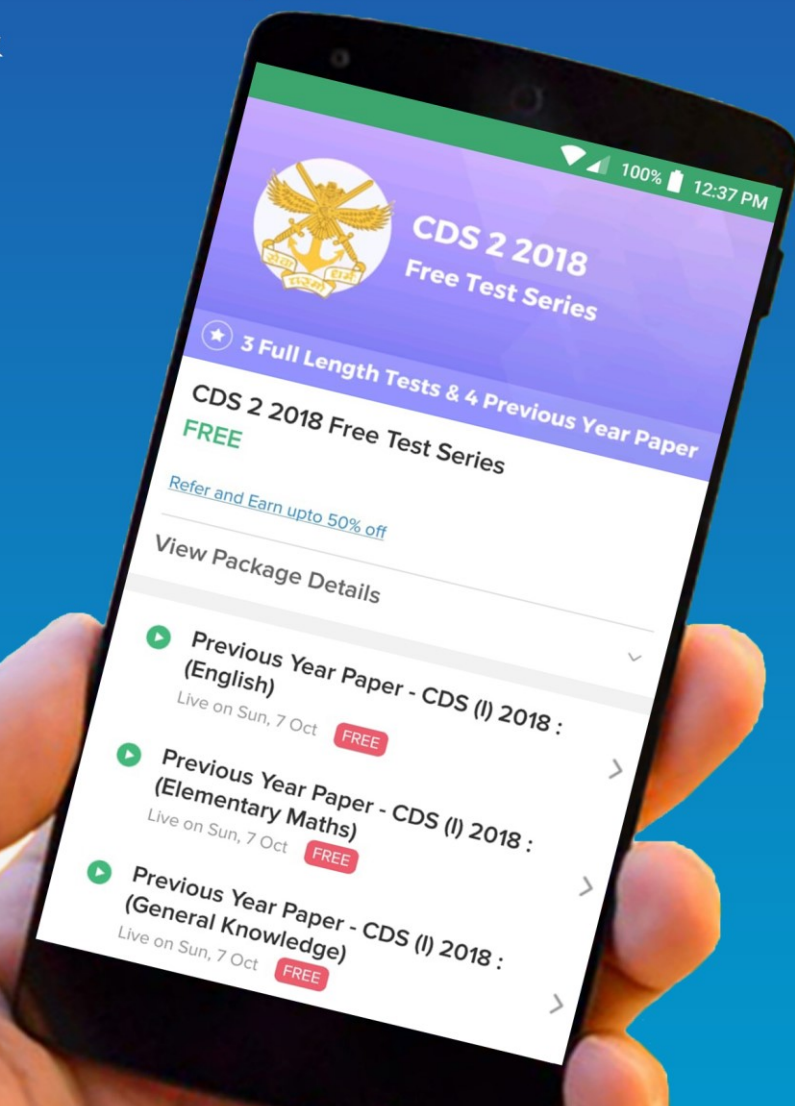 100% 12:37 PM
CDS 2 2018
Free Test Series
सेवा परमो धर्मः
3 Full Length Tests & 4 Previous Year Paper
CDS 2 2018 Free Test Series
FREE
Refer and Earn upto 50% off
View Package Details
Previous Year Paper - CDS (I) 2018 :
(English)
Live on Sun, 7 Oct FREE
Previous Year Paper - CDS (I) 2018 :
(Elementary Maths)
Live on Sun, 7 Oct FREE
Previous Year Paper - CDS (I) 2018 :
(General Knowledge)
Live on Sun, 7 Oct FREE